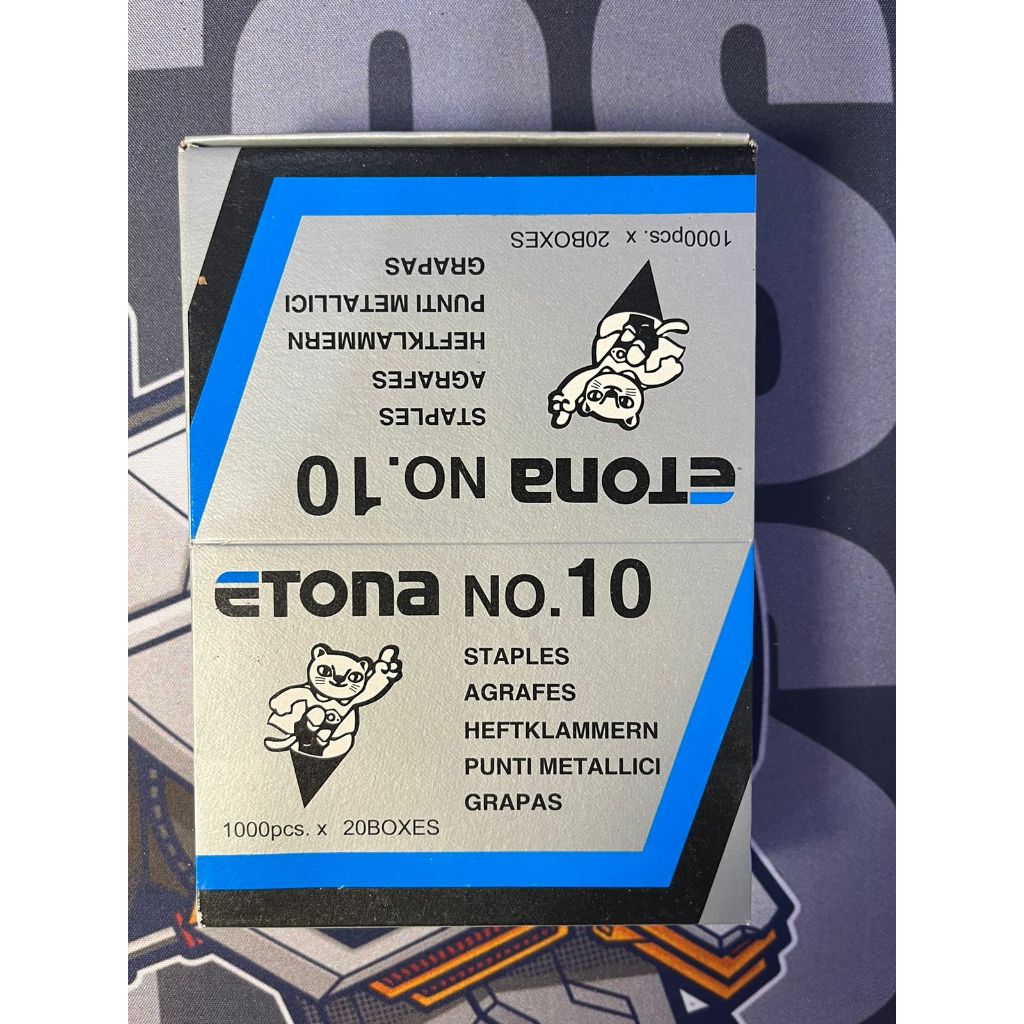 1000pcs. x 20BOXES
GRAPAS
PUNTI METALLICI
HEFTKLAMMERN
AGRAFES
STAPLES
ETONA NO.10
ETONA NO.10
STAPLES
AGRAFES
HEFTKLAMMERN
PUNTI METALLICI
GRAPAS
1000pcs. x 20BOXES